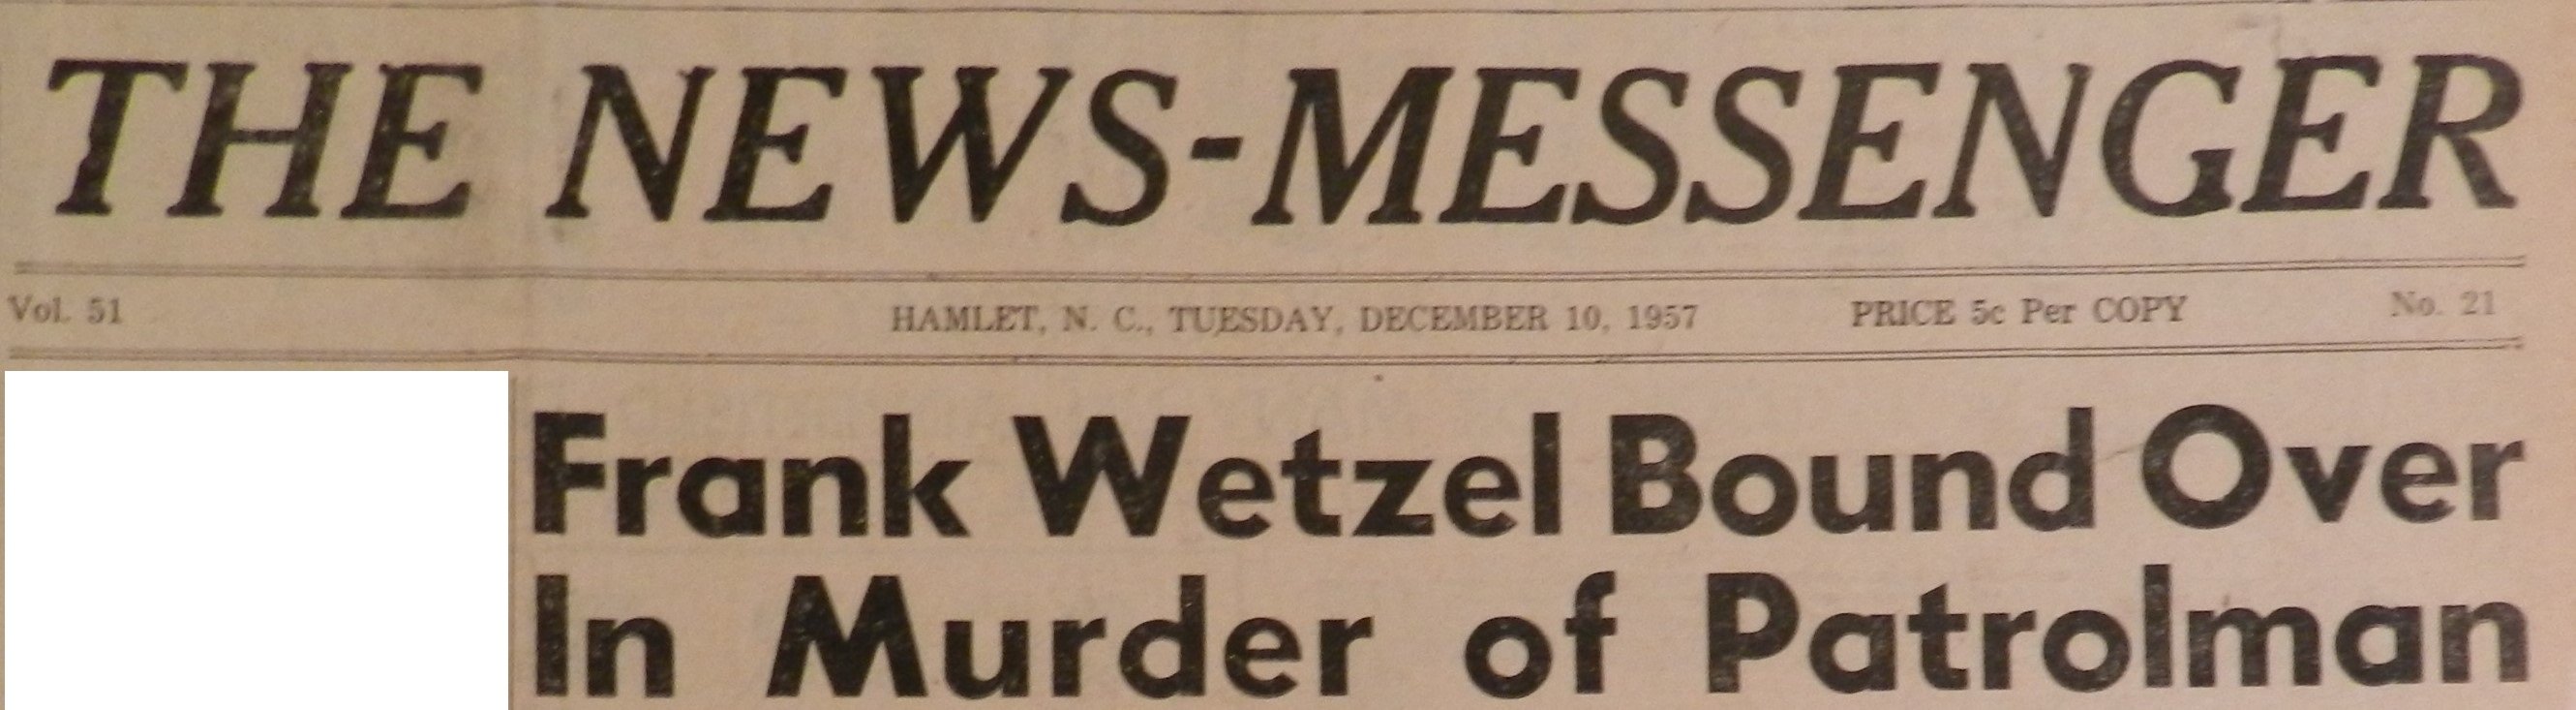 THE NEWS-MESSENGER
Vol. 51 HAMLET, N. C., TUESDAY, DECEMBER 10, 1957 PRICE 5c Per COPY No. 21
Frank Wetzel Bound Over
In Murder of Patrolman